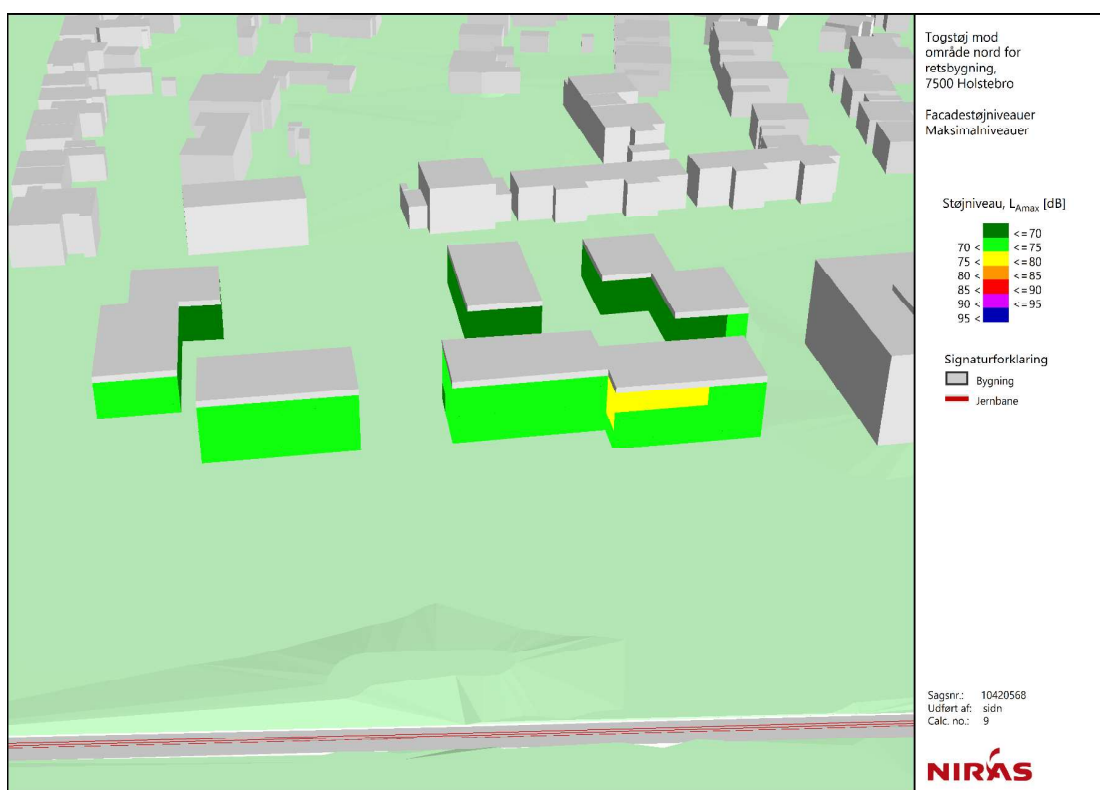 Togstøj mod
område nord for
retsbygning,
7500 Holstebro
Facadestøjniveauer
Maksimalniveauer
Støjniveau, LAmax [dB]
<= 70
70 < <= 75
75 < <= 80
80 < <= 85
85 < <= 90
90 < <= 95
95 <
Signaturforklaring
Bygning
Jernbane
Sagsnr.: 10420568
Udført af: sidn
Calc. no.: 9
NIRAS